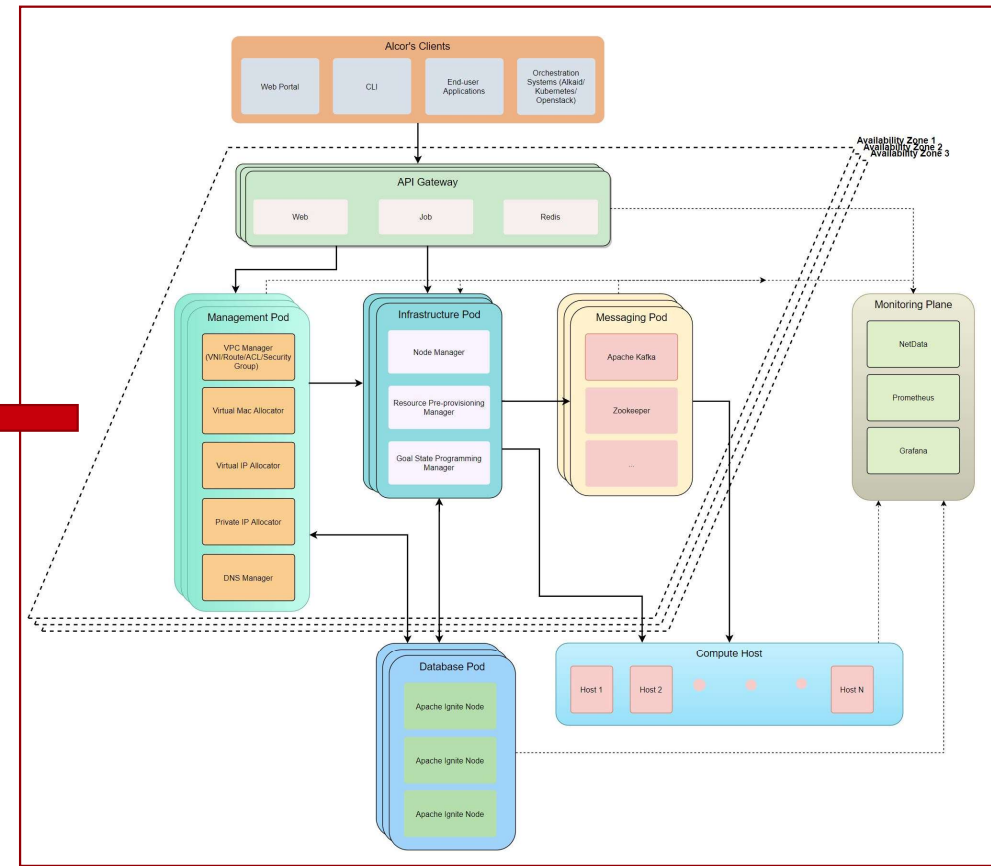 Alcor's Clients
Web Portal
CLI
End-user
Applications
Orchestration
Systems (Alkaid/
Kubernetes/
Openstack)
Availability Zone 1
Availability Zone 2
Availability Zone 3
API Gateway
Web
Job
Redis
Management Pod
VPC Manager
(VNI/Route/ACL/Security
Group)
Virtual Mac Allocator
Virtual IP Allocator
Private IP Allocator
DNS Manager
Infrastructure Pod
Node Manager
Resource Pre-provisioning
Manager
Goal State Programming
Manager
Messaging Pod
Apache Kafka
Zookeeper
...
Monitoring Plane
NetData
Prometheus
Grafana
Database Pod
Apache Ignite Node
Apache Ignite Node
Apache Ignite Node
Compute Host
Host 1
Host 2
Host N